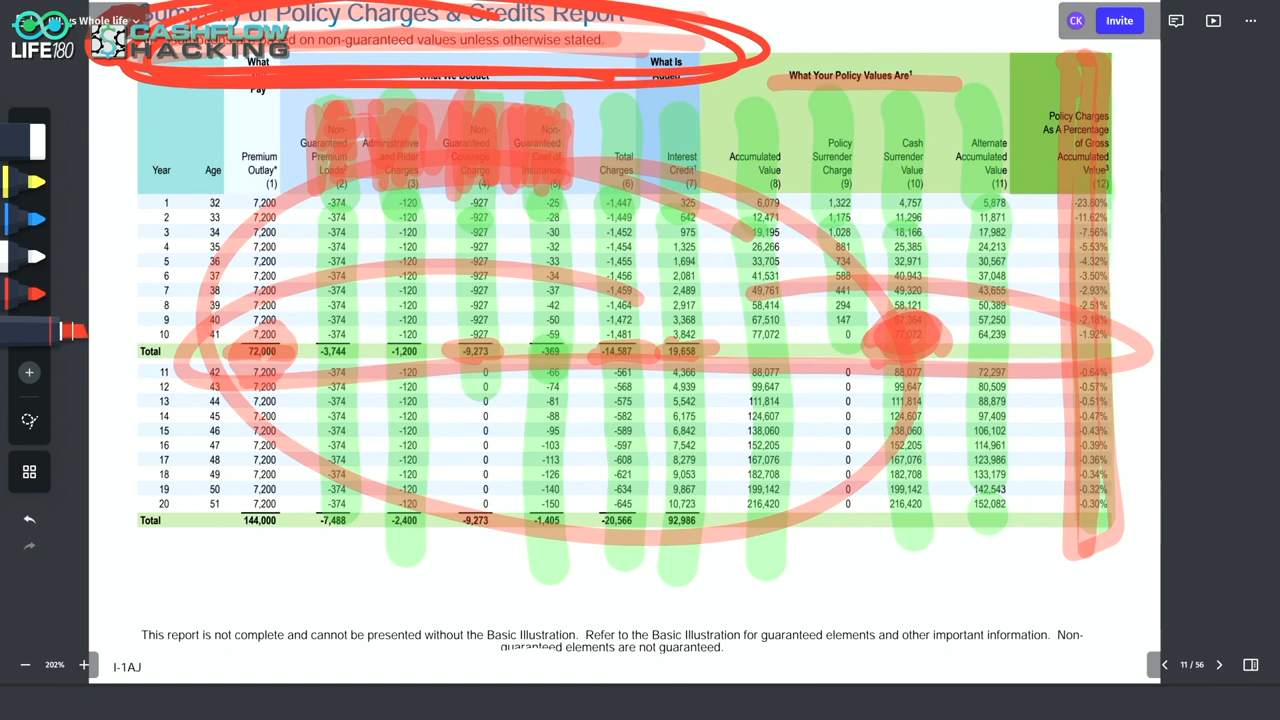 Summary of Policy Charges & Credits Report
Whole life
CK
Invite
LIFE180
CASHFLOW
HACKING
on non-guaranteed values unless otherwise stated.
What
Pay
What We Deduct
What Is
Added
What Your Policy Values Are¹
Year
Age
Premium
Outlay*
(1)
Non-
Guaranteed
Premium
Loads²
(2)
Administrative
and Rider
Charges
(3)
Non-
Guaranteed
Coverage
Charge
(4)
Non-
Guaranteed
Cost of
Insurance
(5)
Total
Charges
(6)
Interest
Credit¹
(7)
Accumulated
Value
(8)
Policy
Surrender
Charge
(9)
Cash
Surrender
Value
(10)
Alternate
Accumulated
Value
(11)
Policy Charges
As A Percentage
of Gross
Accumulated
Value³
(12)
1 32 7,200 -374 -120 -927 -25 -1,447 325 6,079 1,322 4,757 5,878 -23.80%
2 33 7,200 -374 -120 -927 -28 -1,449 642 12,471 1,175 11,296 11,871 -11.62%
3 34 7,200 -374 -120 -927 -30 -1,452 975 19,195 1,028 18,166 17,982 -7.56%
4 35 7,200 -374 -120 -927 -32 -1,454 1,325 26,266 881 25,385 24,213 -5.53%
5 36 7,200 -374 -120 -927 -33 -1,455 1,694 33,705 734 32,971 30,567 -4.32%
6 37 7,200 -374 -120 -927 -34 -1,456 2,081 41,531 588 40,943 37,048 -3.50%
7 38 7,200 -374 -120 -927 -37 -1,459 2,489 49,761 441 49,320 43,655 -2.93%
8 39 7,200 -374 -120 -927 -42 -1,464 2,917 58,414 294 58,121 50,389 -2.51%
9 40 7,200 -374 -120 -927 -50 -1,472 3,368 67,510 147 67,364 57,250 -2.18%
10 41 7,200 -374 -120 -927 -59 -1,481 3,842 77,072 0 77,072 64,239 -1.92%
Total 72,000 -3,744 -1,200 -9,273 -369 -14,587 19,658
11 42 7,200 -374 -120 0 -66 -561 4,366 88,077 0 88,077 72,297 -0.64%
12 43 7,200 -374 -120 0 -74 -568 4,939 99,647 0 99,647 80,509 -0.57%
13 44 7,200 -374 -120 0 -81 -575 5,542 111,814 0 111,814 88,879 -0.51%
14 45 7,200 -374 -120 0 -88 -582 6,175 124,607 0 124,607 97,409 -0.47%
15 46 7,200 -374 -120 0 -95 -589 6,842 138,060 0 138,060 106,102 -0.43%
16 47 7,200 -374 -120 0 -103 -597 7,542 152,205 0 152,205 114,961 -0.39%
17 48 7,200 -374 -120 0 -113 -608 8,279 167,076 0 167,076 123,986 -0.36%
18 49 7,200 -374 -120 0 -126 -621 9,053 182,708 0 182,708 133,179 -0.34%
19 50 7,200 -374 -120 0 -140 -634 9,867 199,142 0 199,142 142,543 -0.32%
20 51 7,200 -374 -120 0 -150 -645 10,723 216,420 0 216,420 152,082 -0.30%
Total 144,000 -7,488 -2,400 -9,273 -1,405 -20,566 92,986
This report is not complete and cannot be presented without the Basic Illustration. Refer to the Basic Illustration for guaranteed elements and other important information. Non-
guaranteed elements are not guaranteed.
I-1AJ
202%
11 / 56